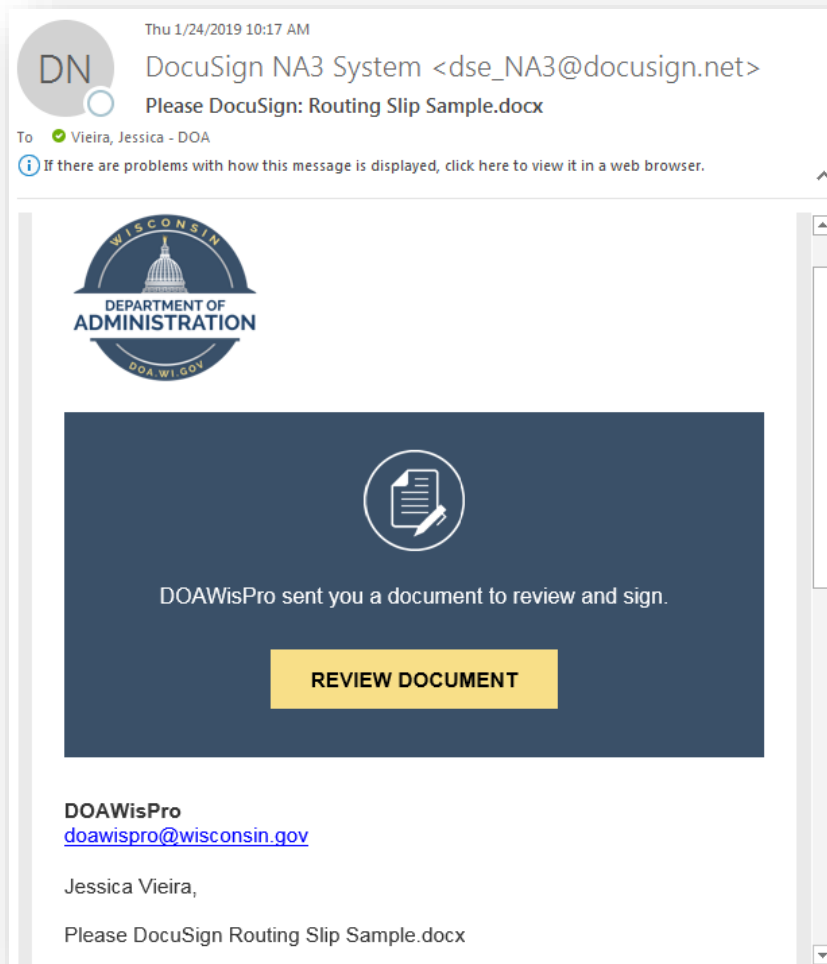 Thu 1/24/2019 10:17 AM
DN
DocuSign NA3 System <dse_NA3@docusign.net>
Please DocuSign: Routing Slip Sample.docx
To Vieira, Jessica - DOA
If there are problems with how this message is displayed, click here to view it in a web browser.
WISCONSIN
DEPARTMENT OF
ADMINISTRATION
DOA.WI.GOV
DOAWisPro sent you a document to review and sign.
REVIEW DOCUMENT
DOAWisPro
doawispro@wisconsin.gov
Jessica Vieira,
Please DocuSign Routing Slip Sample.docx